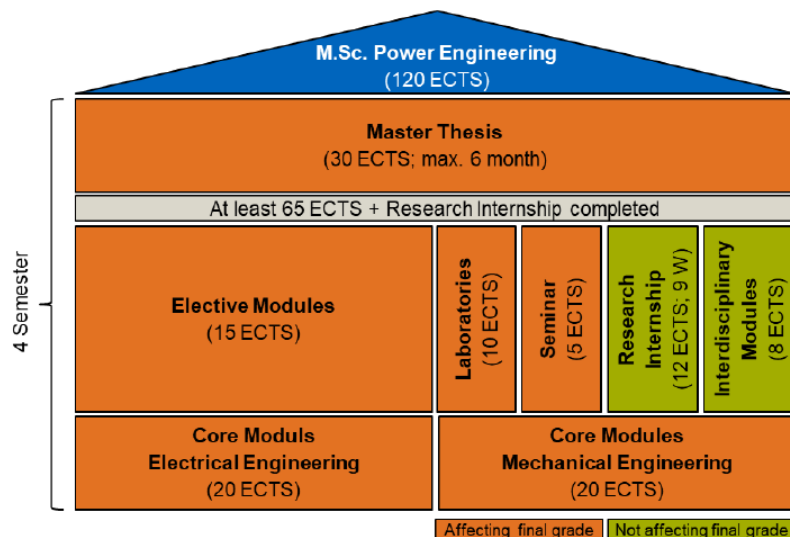 M.Sc. Power Engineering
(120 ECTS)
4 Semester
Master Thesis
(30 ECTS; max. 6 month)
At least 65 ECTS + Research Internship completed
Elective Modules
(15 ECTS)
Laboratories
(10 ECTS)
Seminar
(5 ECTS)
Research
Internship
(12 ECTS; 9 W)
Interdisciplinary
Modules
(8 ECTS)
Core Moduls
Electrical Engineering
(20 ECTS)
Core Modules
Mechanical Engineering
(20 ECTS)
Affecting final grade
Not affecting final grade